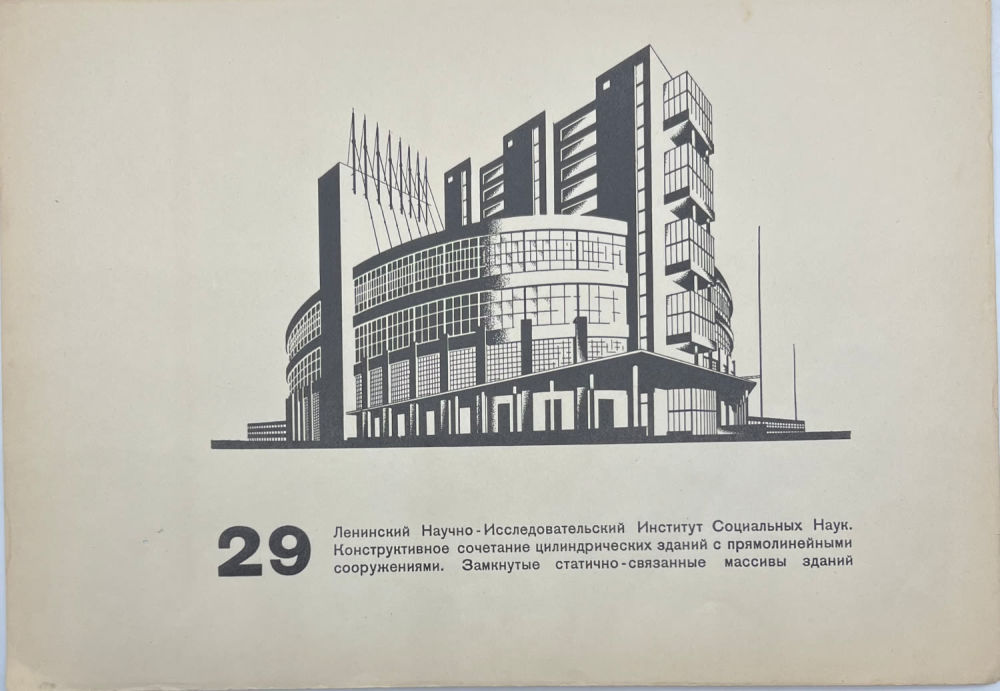 29
Ленинский Научно-Исследовательский Институт Социальных Наук.
Конструктивное сочетание цилиндрических зданий с прямолинейными
сооружениями. Замкнутые статично-связанные массивы зданий